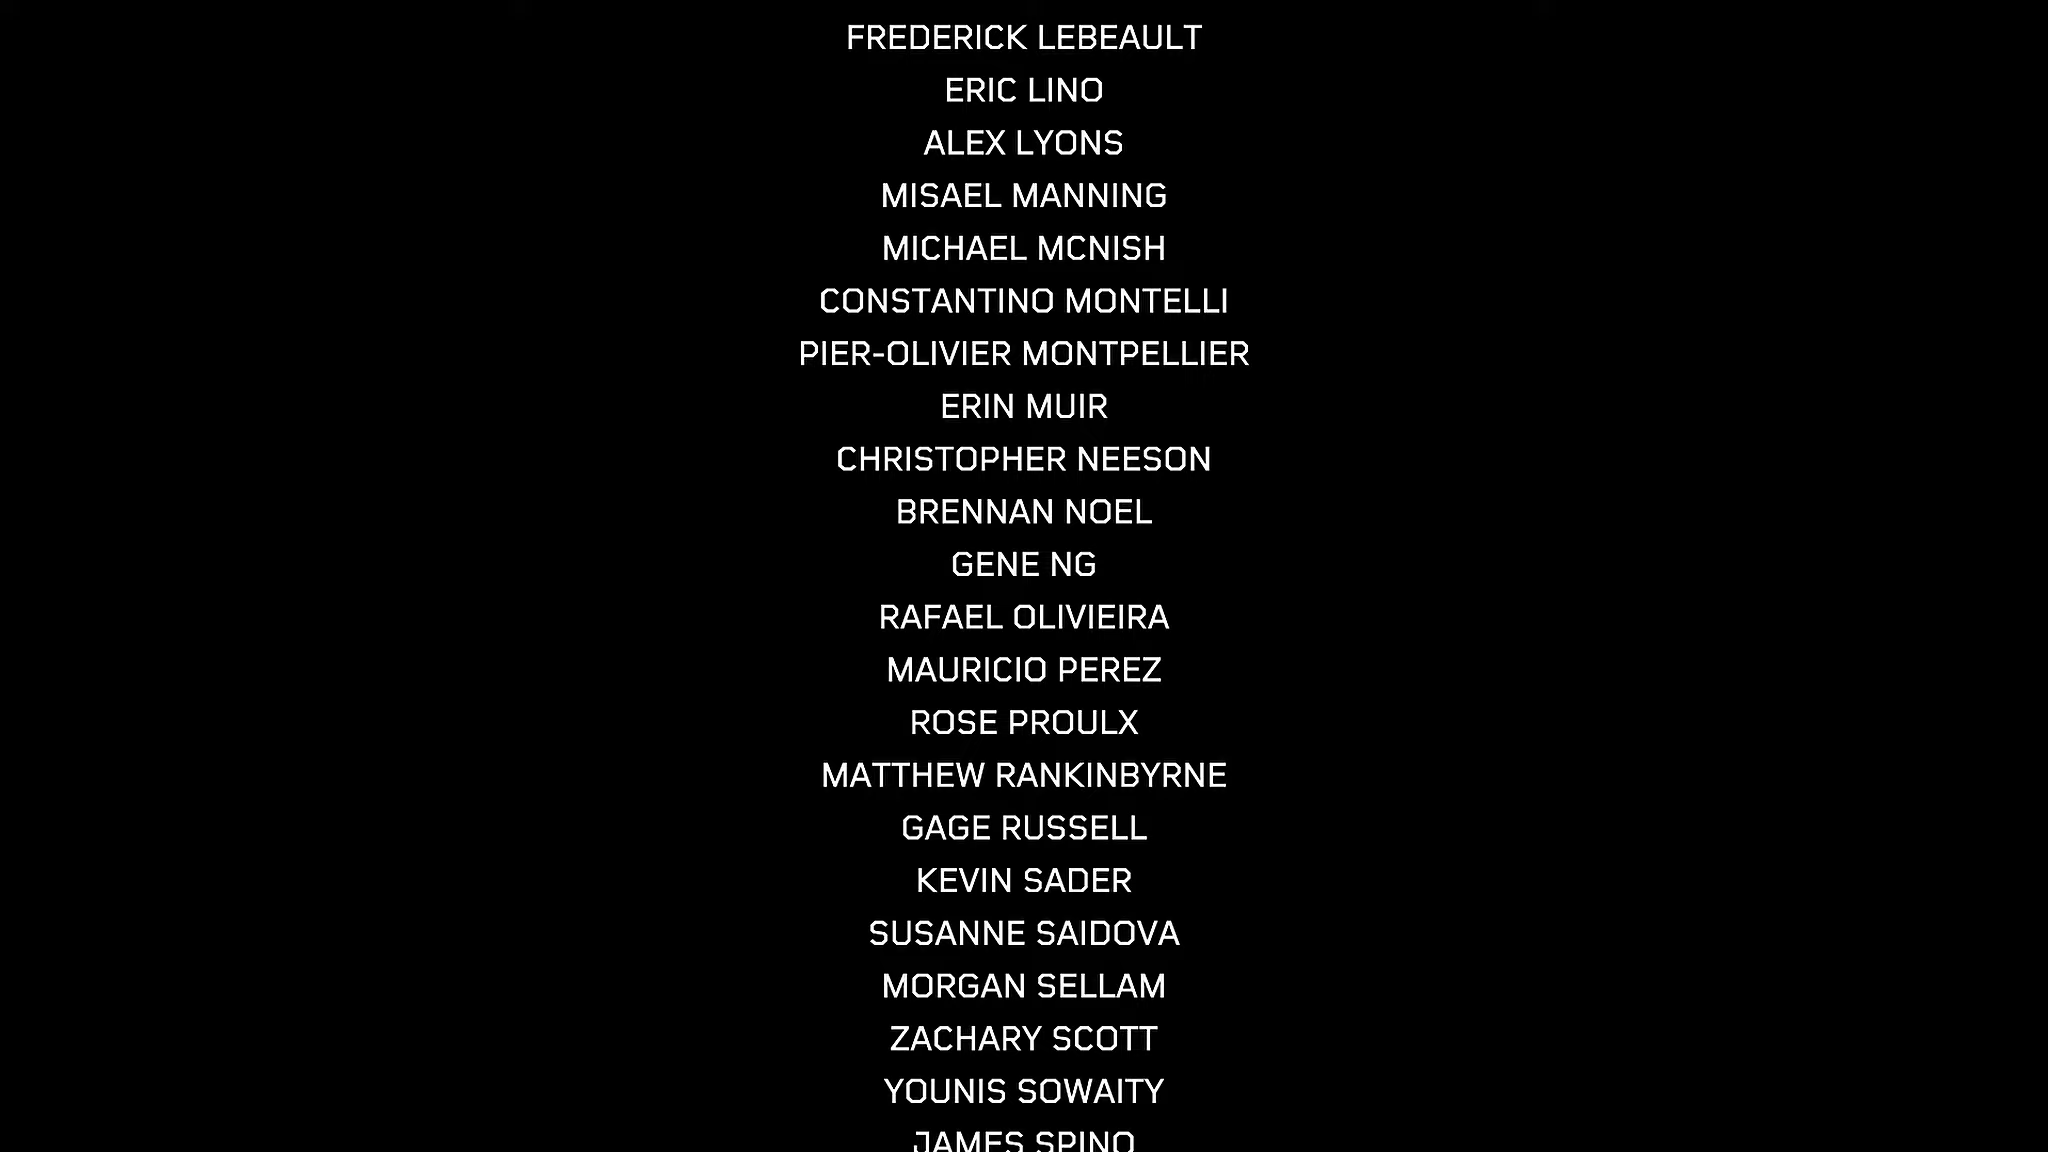 FREDERICK LEBEAULT
ERIC LINO
ALEX LYONS
MISAEL MANNING
MICHAEL MCNISH
CONSTANTINO MONTELLI
PIER-OLIVIER MONTPELLIER
ERIN MUIR
CHRISTOPHER NEESON
BRENNAN NOEL
GENE NG
RAFAEL OLIVIEIRA
MAURICIO PEREZ
ROSE PROULX
MATTHEW RANKINBYRNE
GAGE RUSSELL
KEVIN SADER
SUSANNE SAIDOVA
MORGAN SELLAM
ZACHARY SCOTT
YOUNIS SOWAITY
JAMES SPINO